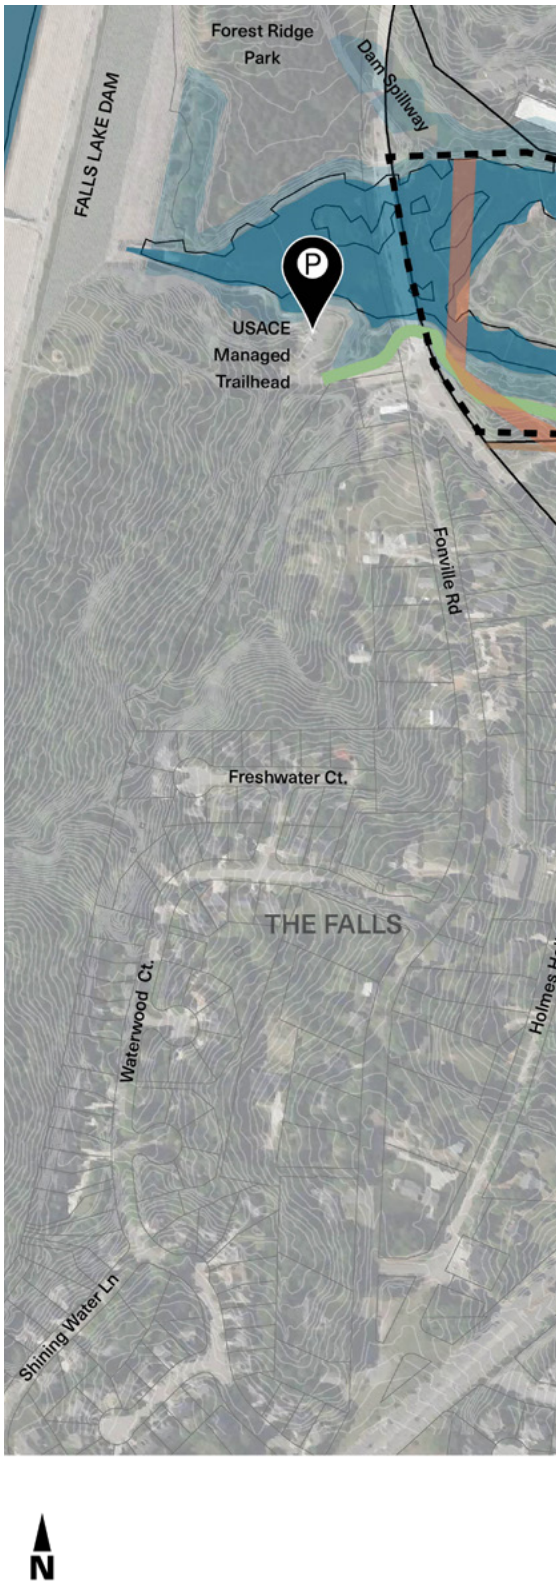 Forest Ridge
Park
Dam Spillway
FALLS LAKE DAM
P
USACE
Managed
Trailhead
Fonville Rd
Freshwater Ct.
THE FALLS
Waterwood Ct.
Holmes
Shining Water Ln
N